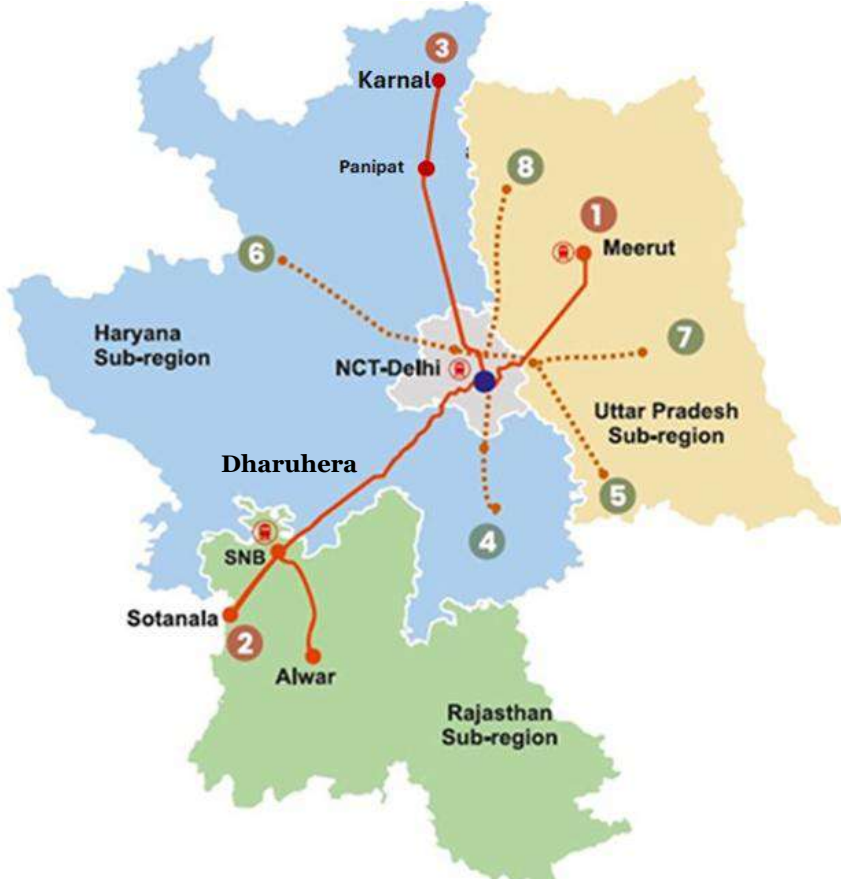 3
Karnal
Panipat
8
1
Meerut
6
Haryana
Sub-region
7
NCT-Delhi
Uttar Pradesh
Sub-region
Dharuhera
5
4
SNB
Sotanala
2
Alwar
Rajasthan
Sub-region